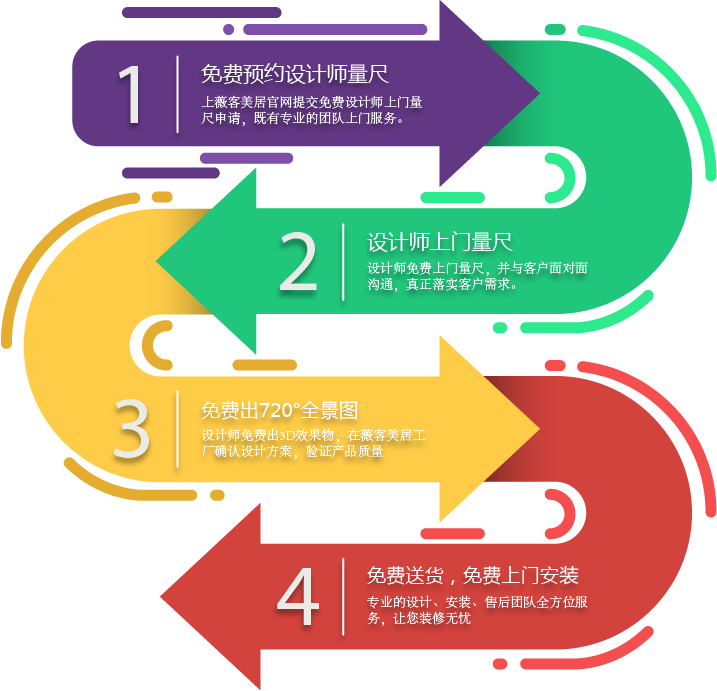 1
免费预约设计师量尺
上薇客美居官网提交免费设计师上门量
尺申请，既有专业的团队上门服务。
2
设计师上门量尺
设计师免费上门量尺，并与客户面对面
沟通，真正落实客户需求。
3
免费出720°全景图
设计师免费出3D效果物，在薇客美居工
厂确认设计方案，验证产品质量
4
免费送货，免费上门安装
专业的设计、安装、售后团队全方位服
务，让您装修无忧